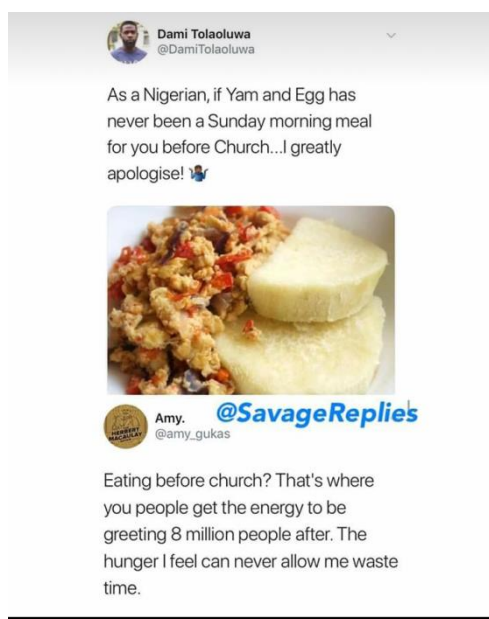 Dami Tolaoluwa
@DamiTolaoluwa
As a Nigerian, if Yam and Egg has
never been a Sunday morning meal
for you before Church...I greatly
apologise! 🤷🏾‍♂️
@SavageReplies
Amy.
@amy_gukas
HERBERT
MACAULAY
Eating before church? That's where
you people get the energy to be
greeting 8 million people after. The
hunger I feel can never allow me waste
time.